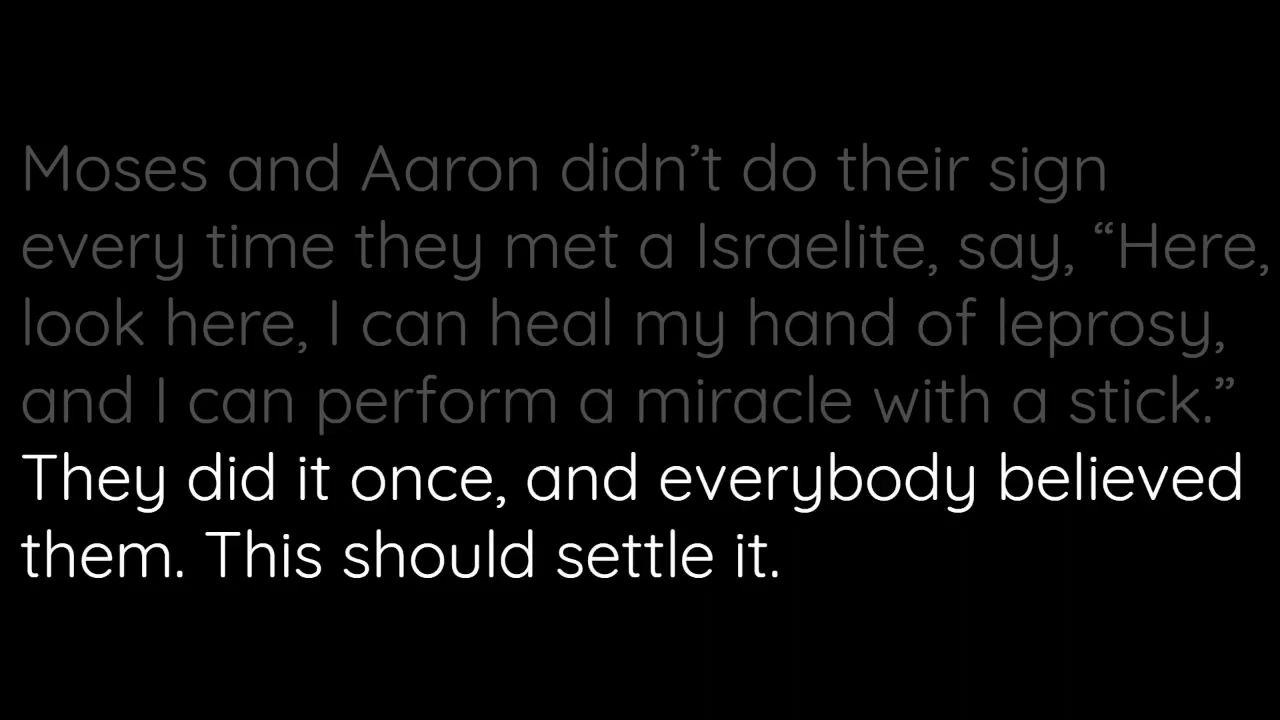 Moses and Aaron didn’t do their sign
every time they met a Israelite, say, “Here,
look here, I can heal my hand of leprosy,
and I can perform a miracle with a stick.”
They did it once, and everybody believed
them. This should settle it.